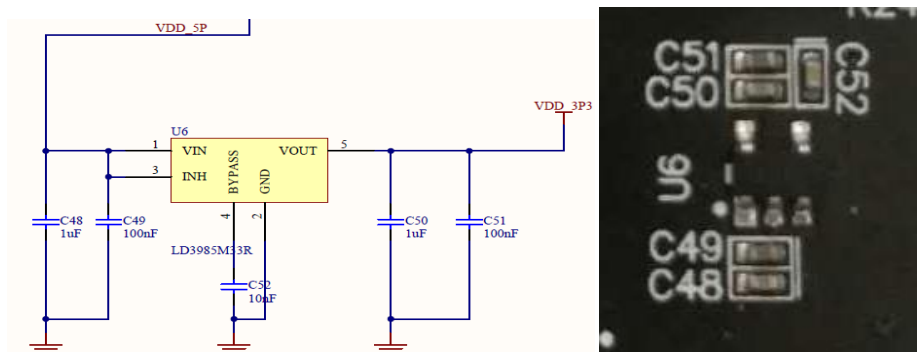 VDD_5P
VDD_3P3
U6
1
VIN
VOUT
5
3
INH
BYPASS
GND
4
2
C48
1uF
C49
100nF
C50
1uF
C51
100nF
LD3985M33R
C52
10nF
R24
C51
C50
C52
U6
C49
C48